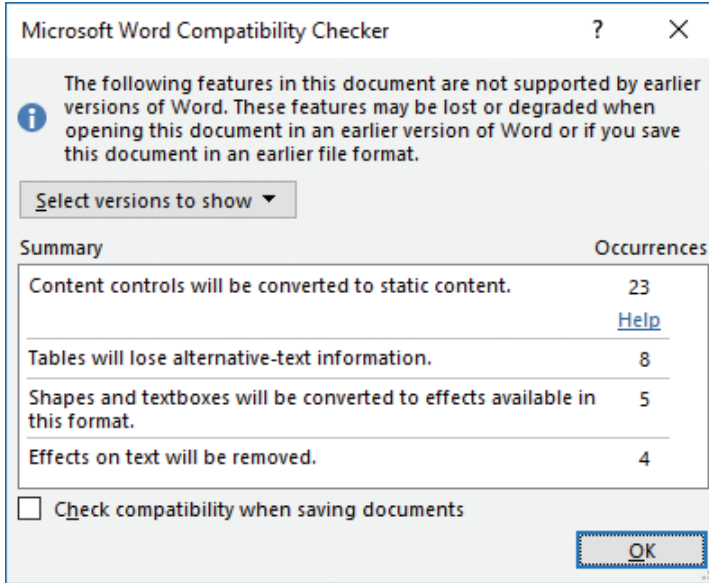 Microsoft Word Compatibility Checker ? ×
The following features in this document are not supported by earlier
versions of Word. These features may be lost or degraded when
opening this document in an earlier version of Word or if you save
this document in an earlier file format.
Select versions to show
Summary Occurrences
Content controls will be converted to static content. 23
Help
Tables will lose alternative-text information. 8
Shapes and textboxes will be converted to effects available in 5
this format.
Effects on text will be removed. 4
Check compatibility when saving documents
OK